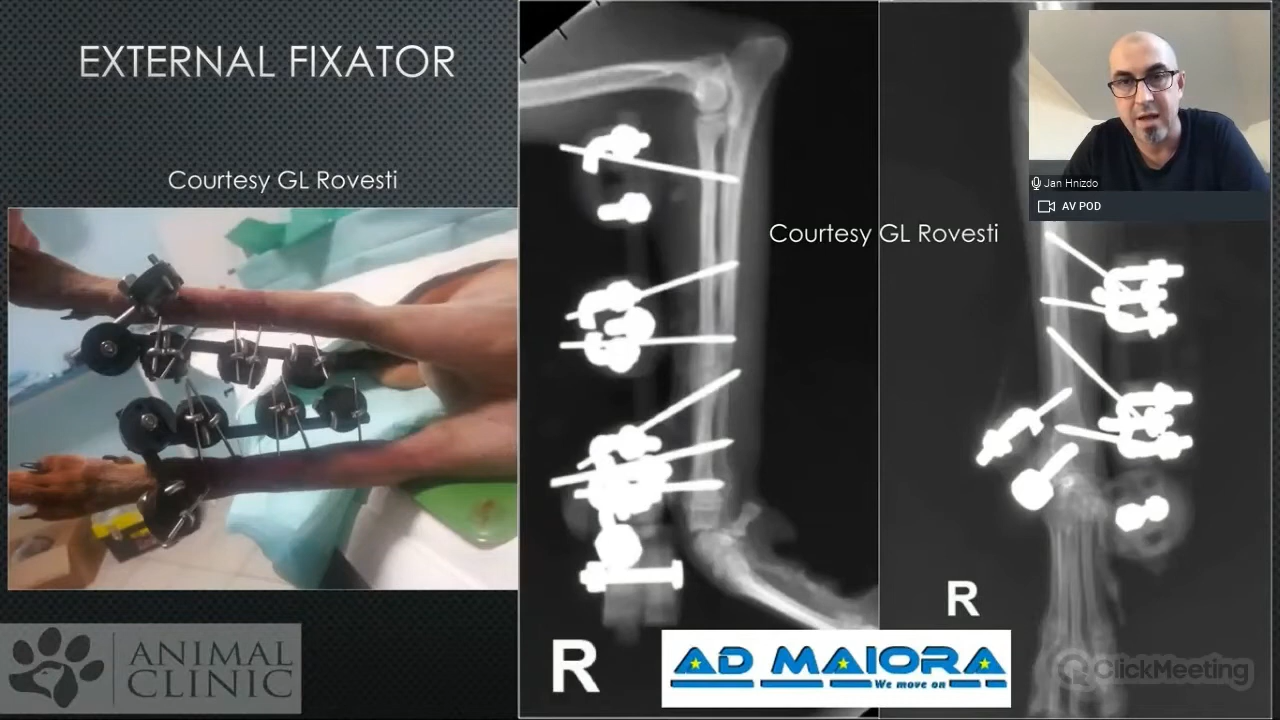 EXTERNAL FIXATOR
Courtesy GL Rovesti
Courtesy GL Rovesti
Jan Hnizdo
AV POD
R
R
ANIMAL
CLINIC
AD MAIORA
We move on
ClickMeeting